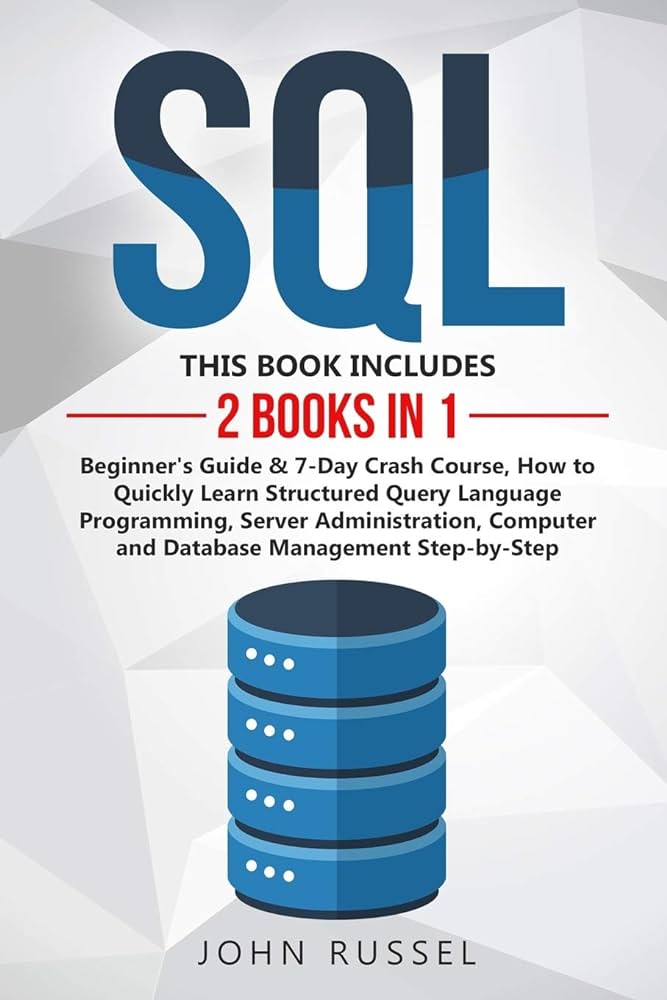 SQL
THIS BOOK INCLUDES
2 BOOKS IN 1
Beginner's Guide & 7-Day Crash Course, How to
Quickly Learn Structured Query Language
Programming, Server Administration, Computer
and Database Management Step-by-Step
JOHN RUSSEL